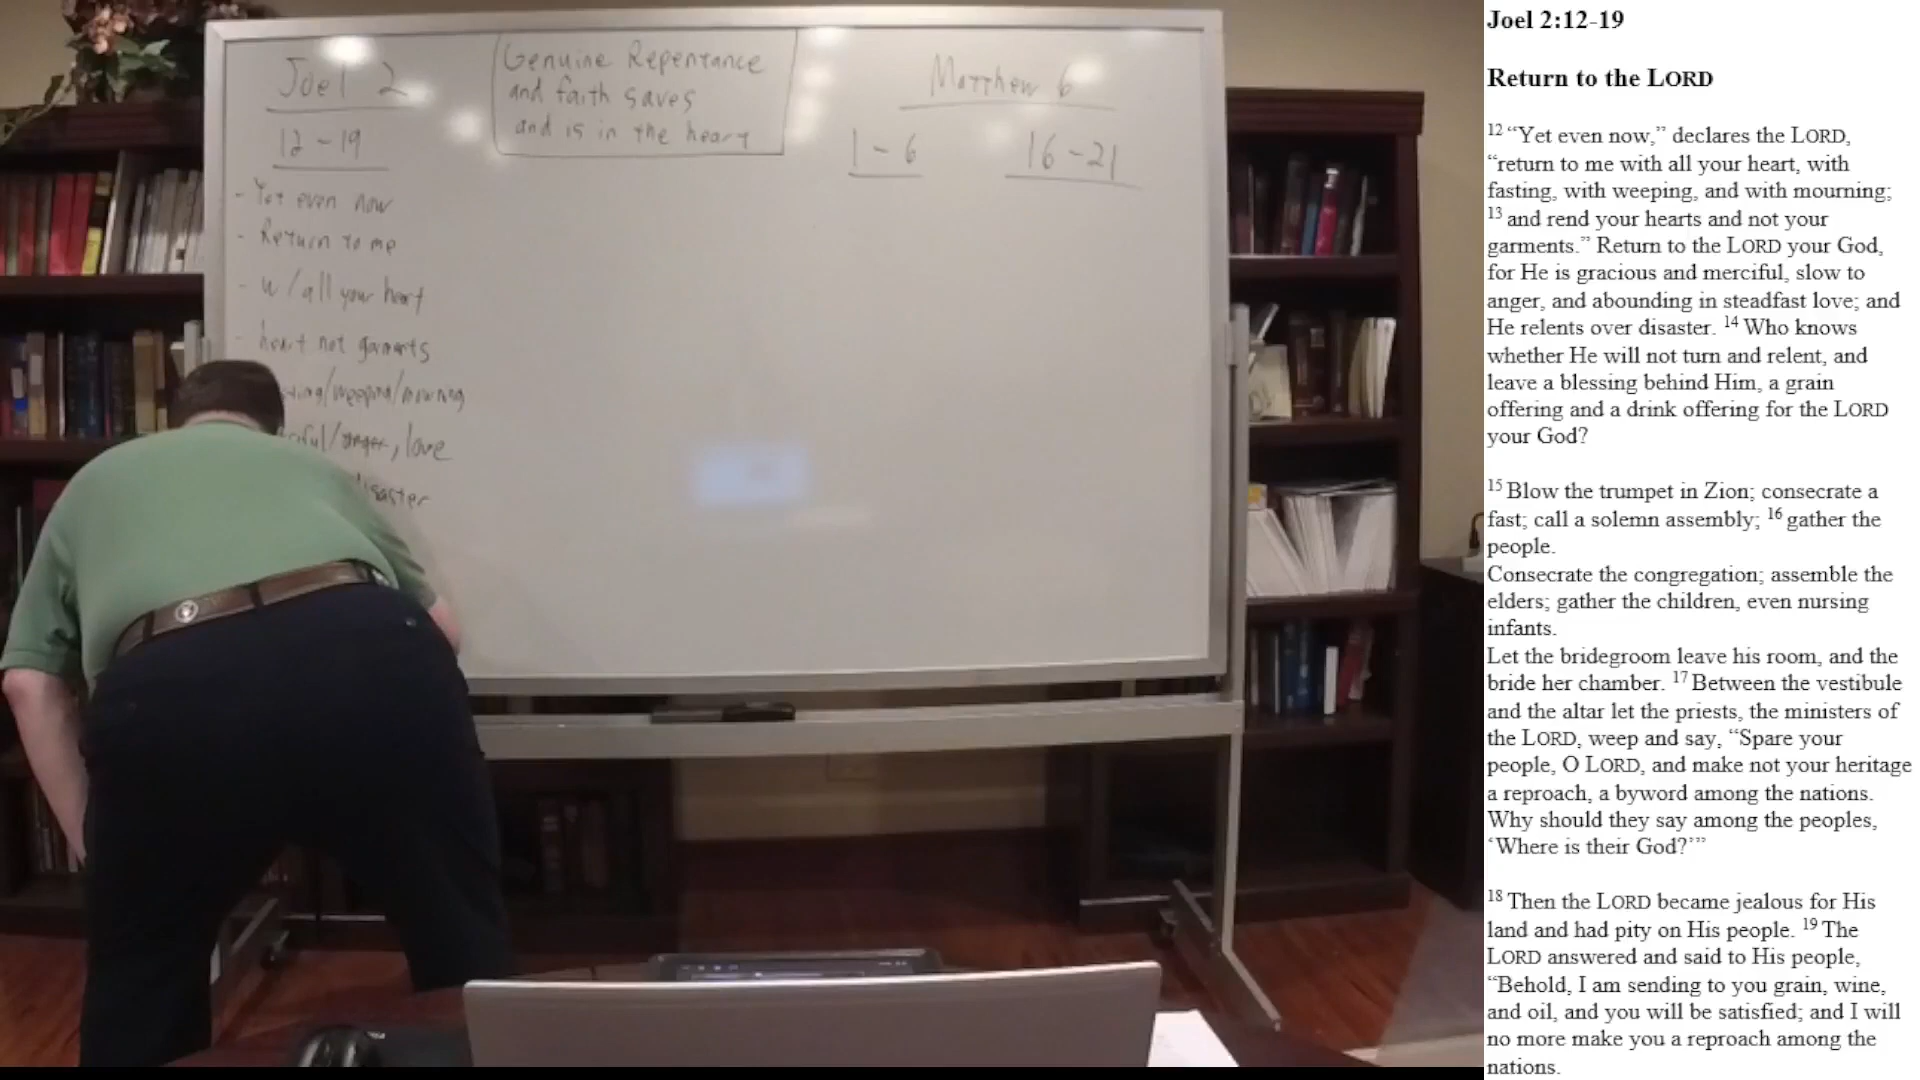 Joel 2
12-19
- Yet even now
- Return to me
- w/all your heart
- heart not garments
/weeping/mourning
/anger, love
disaster
Genuine Repentance
and faith saves
and is in the heart
Matthew 6
1-6
16-21
Joel 2:12-19
Return to the LORD
12 “Yet even now,” declares the LORD,
“return to me with all your heart, with
fasting, with weeping, and with mourning;
13 and rend your hearts and not your
garments.” Return to the LORD your God,
for He is gracious and merciful, slow to
anger, and abounding in steadfast love; and
He relents over disaster. 14 Who knows
whether He will not turn and relent, and
leave a blessing behind Him, a grain
offering and a drink offering for the LORD
your God?
15 Blow the trumpet in Zion; consecrate a
fast; call a solemn assembly; 16 gather the
people.
Consecrate the congregation; assemble the
elders; gather the children, even nursing
infants.
Let the bridegroom leave his room, and the
bride her chamber. 17 Between the vestibule
and the altar let the priests, the ministers of
the LORD, weep and say, “Spare your
people, O LORD, and make not your heritage
a reproach, a byword among the nations.
Why should they say among the peoples,
‘Where is their God?’”
18 Then the LORD became jealous for His
land and had pity on His people. 19 The
LORD answered and said to His people,
“Behold, I am sending to you grain, wine,
and oil, and you will be satisfied; and I will
no more make you a reproach among the
nations.